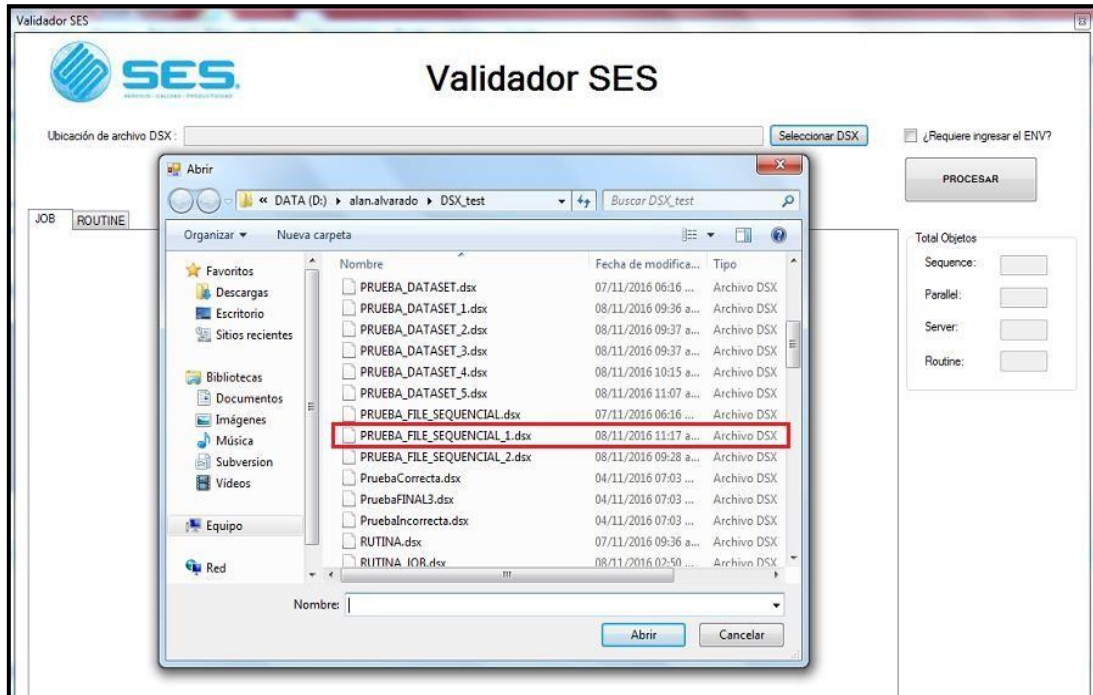 Validador SES
SES.
SERVICIO - CALIDAD - PRODUCTIVIDAD
Validador SES
Ubicación de archivo DSX :
Seleccionar DSX
¿Requiere ingresar el ENV?
PROCESAR
JOB ROUTINE
Total Objetos
Sequence:
Parallel:
Server:
Routine:
Abrir
« DATA (D:) alan.alvarado DSX_test
Buscar DSX_test
Organizar Nueva carpeta
Favoritos
Descargas
Escritorio
Sitios recientes
Bibliotecas
Documentos
Imágenes
Música
Subversion
Vídeos
Equipo
Red
Nombre Fecha de modifica... Tipo
PRUEBA_DATASET.dsx 07/11/2016 06:16 ... Archivo DSX
PRUEBA_DATASET_1.dsx 08/11/2016 09:36 a... Archivo DSX
PRUEBA_DATASET_2.dsx 08/11/2016 09:37 a... Archivo DSX
PRUEBA_DATASET_3.dsx 08/11/2016 09:37 a... Archivo DSX
PRUEBA_DATASET_4.dsx 08/11/2016 10:15 a... Archivo DSX
PRUEBA_DATASET_5.dsx 08/11/2016 11:07 a... Archivo DSX
PRUEBA_FILE_SEQUENCIAL.dsx 07/11/2016 06:16 ... Archivo DSX
PRUEBA_FILE_SEQUENCIAL_1.dsx 08/11/2016 11:17 a... Archivo DSX
PRUEBA_FILE_SEQUENCIAL_2.dsx 08/11/2016 09:28 a... Archivo DSX
PruebaCorrecta.dsx 04/11/2016 07:03 ... Archivo DSX
PruebaFINAL3.dsx 04/11/2016 07:03 ... Archivo DSX
PruebaIncorrecta.dsx 04/11/2016 07:03 ... Archivo DSX
RUTINA.dsx 07/11/2016 09:36 a... Archivo DSX
RUTINA_JOB.dsx 08/11/2016 02:50 ... Archivo DSX
Nombre:
Abrir Cancelar